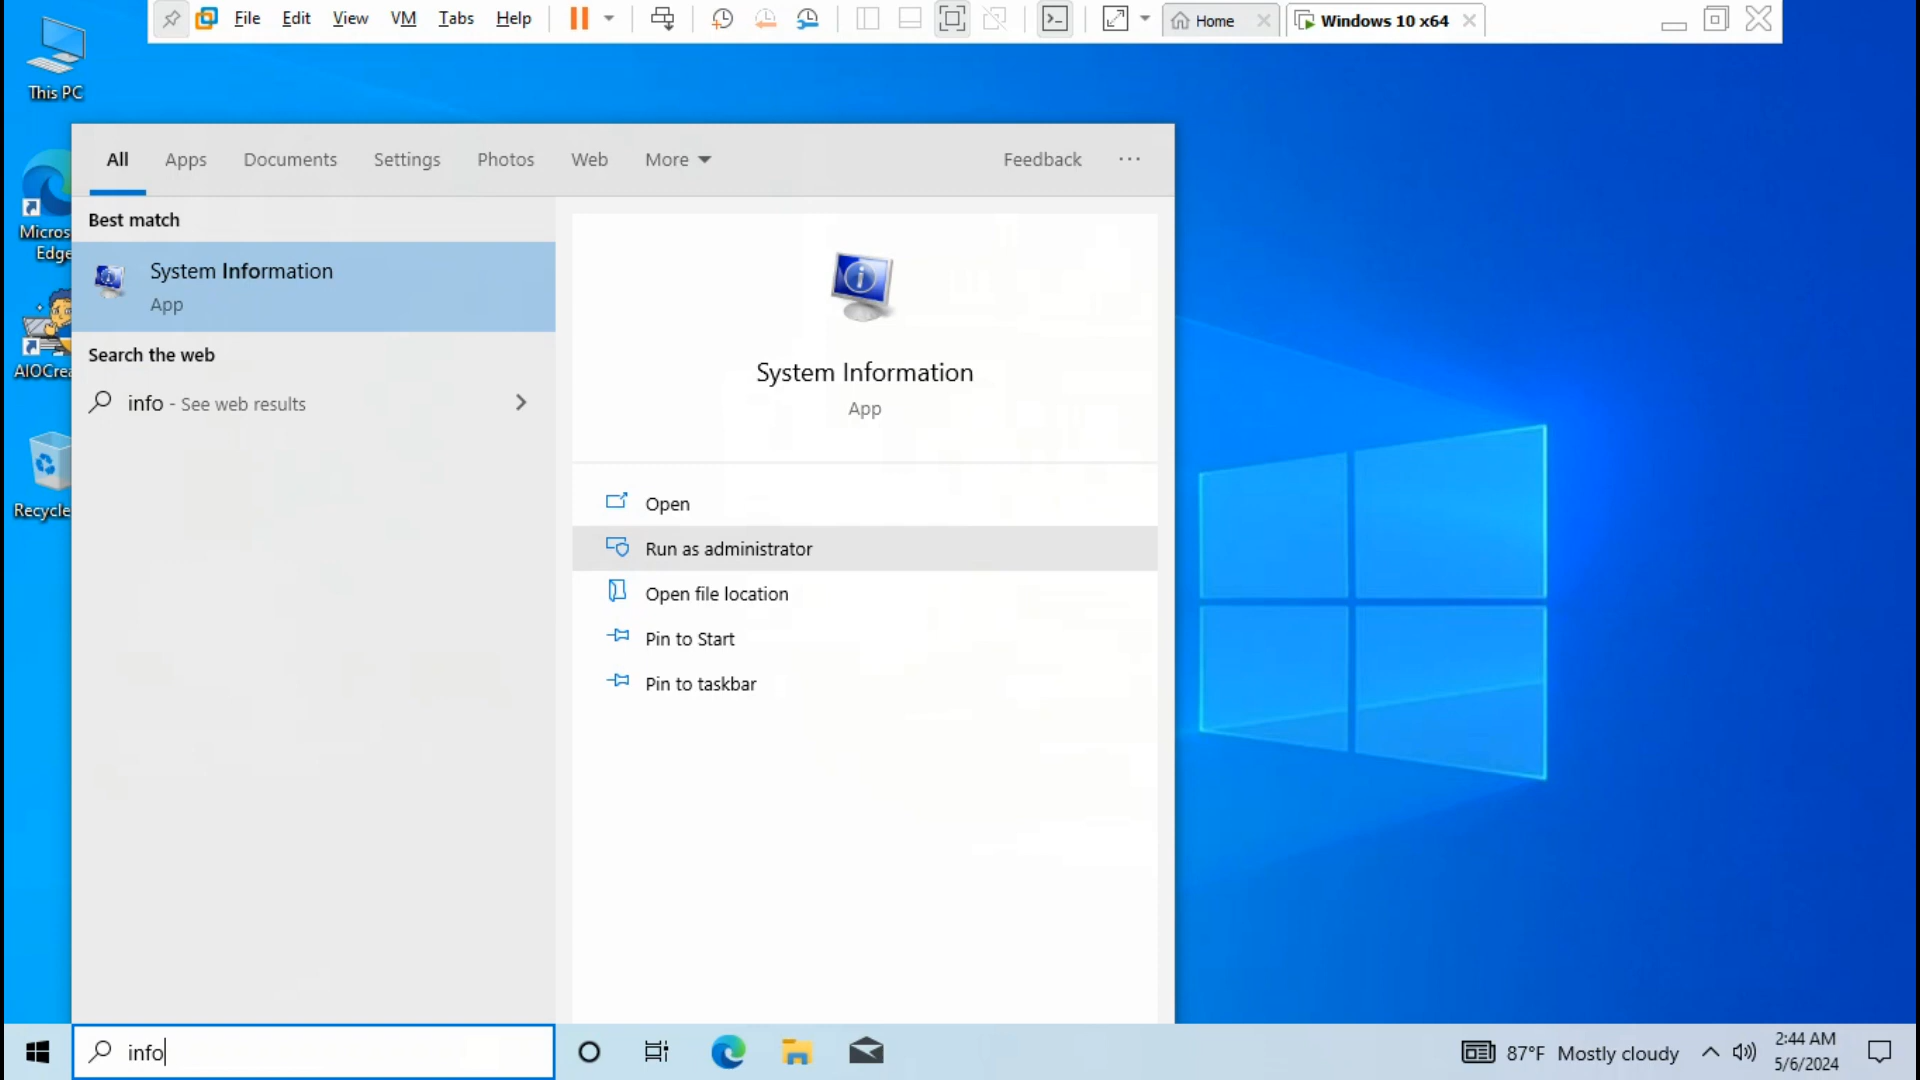 File Edit View VM Tabs Help Home Windows 10 x64
This PC
All Apps Documents Settings Photos Web More Feedback
Best match
System Information
App
Micros
Edge
System Information
App
Search the web
AIOCrea
info - See web results
Recycle
Open
Run as administrator
Open file location
Pin to Start
Pin to taskbar
info
87°F Mostly cloudy
2:44 AM
5/6/2024